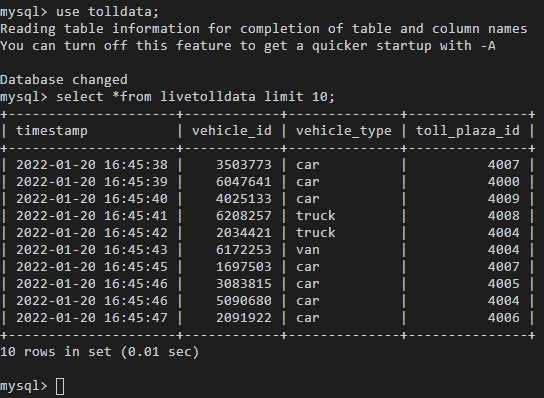 mysql> use tolldata;
Reading table information for completion of table and column names
You can turn off this feature to get a quicker startup with -A

Database changed
mysql> select *from livetolldata limit 10;
+---------------------+------------+--------------+---------------+
| timestamp           | vehicle_id | vehicle_type | toll_plaza_id |
+---------------------+------------+--------------+---------------+
| 2022-01-20 16:45:38 |    3503773 | car          |          4007 |
| 2022-01-20 16:45:39 |    6047641 | car          |          4000 |
| 2022-01-20 16:45:40 |    4025133 | car          |          4009 |
| 2022-01-20 16:45:41 |    6208257 | truck        |          4008 |
| 2022-01-20 16:45:42 |    2034421 | truck        |          4004 |
| 2022-01-20 16:45:43 |    6172253 | van          |          4004 |
| 2022-01-20 16:45:45 |    1697503 | car          |          4007 |
| 2022-01-20 16:45:46 |    3083815 | car          |          4005 |
| 2022-01-20 16:45:46 |    5090680 | car          |          4004 |
| 2022-01-20 16:45:47 |    2091922 | car          |          4006 |
+---------------------+------------+--------------+---------------+
10 rows in set (0.01 sec)

mysql>